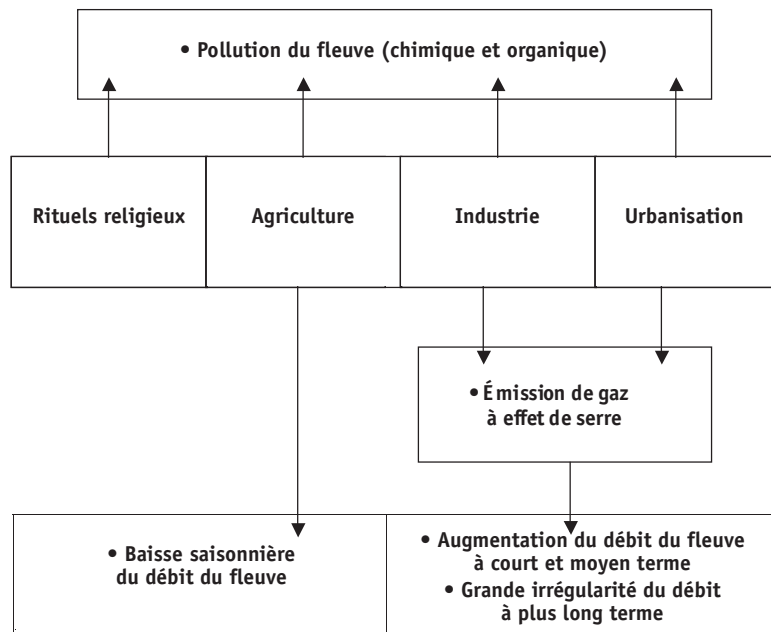 • Pollution du fleuve (chimique et organique)
Rituels religieux
Agriculture
Industrie
Urbanisation
• Émission de gaz
à effet de serre
• Baisse saisonnière
du débit du fleuve
• Augmentation du débit du fleuve
à court et moyen terme
• Grande irrégularité du débit
à plus long terme